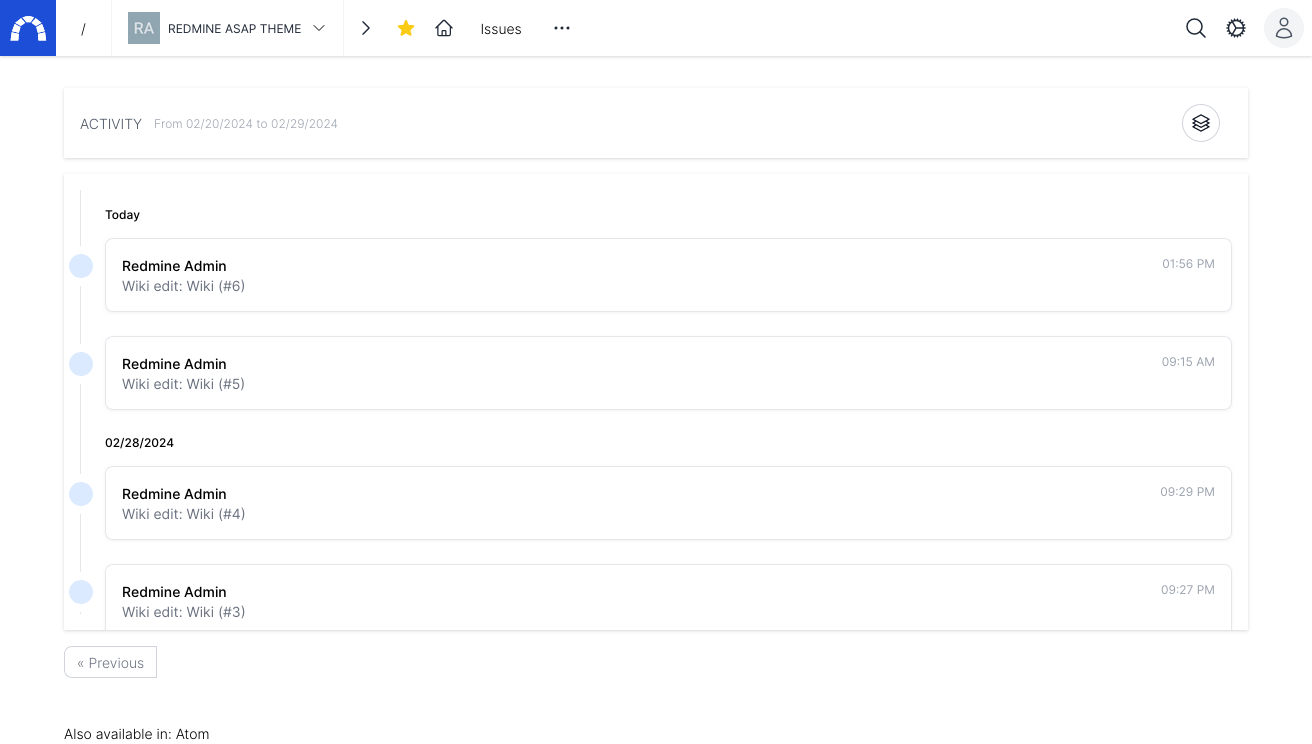 /
RA REDMINE ASAP THEME
Issues
ACTIVITY From 02/20/2024 to 02/29/2024
Today
Redmine Admin 01:56 PM
Wiki edit: Wiki (#6)
Redmine Admin 09:15 AM
Wiki edit: Wiki (#5)
02/28/2024
Redmine Admin 09:29 PM
Wiki edit: Wiki (#4)
Redmine Admin 09:27 PM
Wiki edit: Wiki (#3)
« Previous
Also available in: Atom